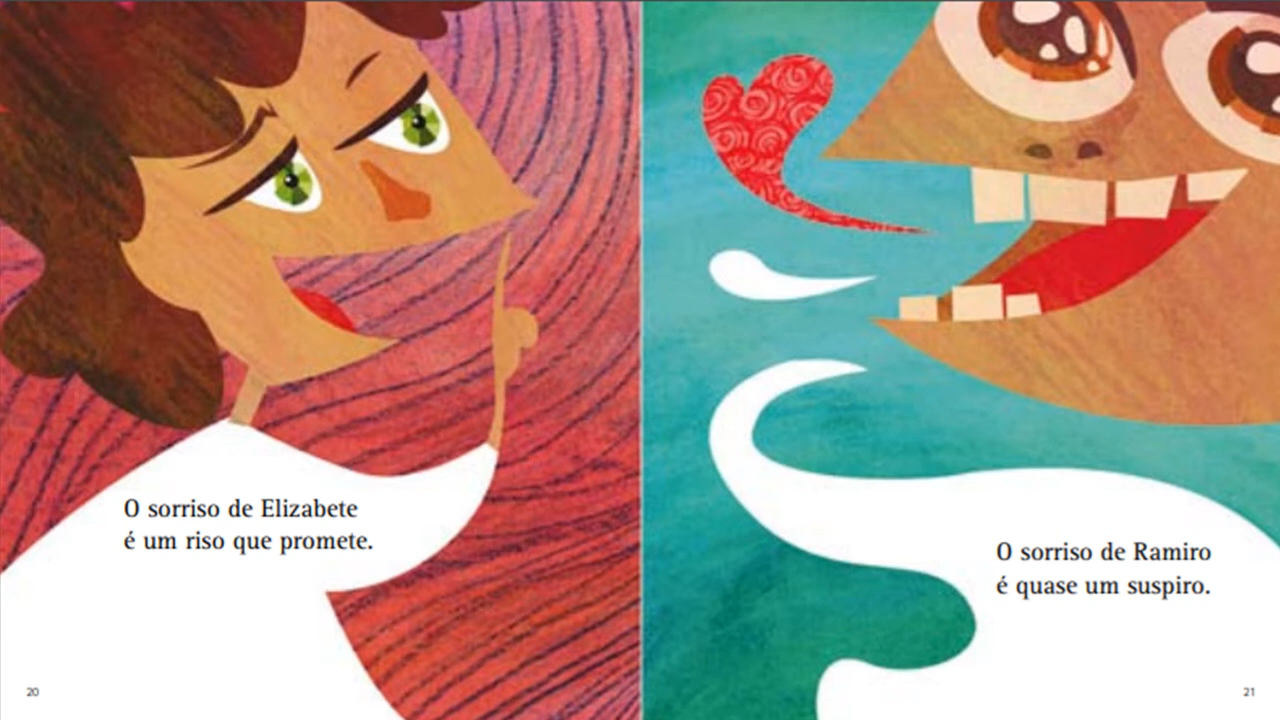 O sorriso de Elizabete
é um riso que promete.
20
O sorriso de Ramiro
é quase um suspiro.
21